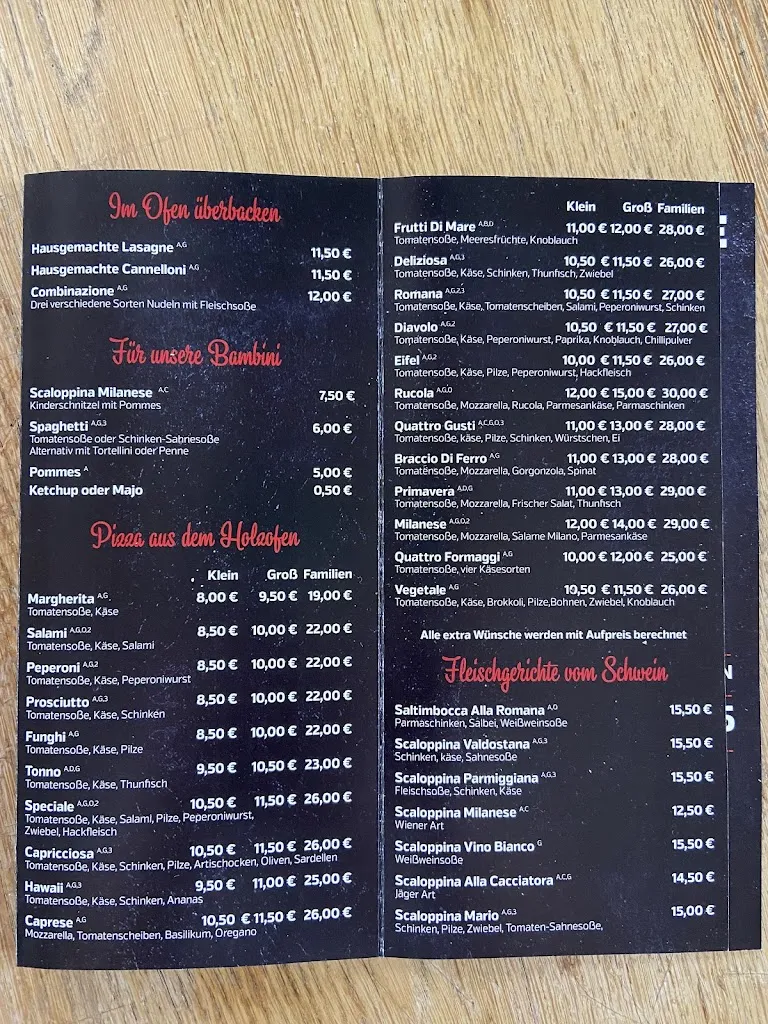 Im Ofen überbacken
Hausgemachte Lasagne A,G 11,50 €
Hausgemachte Cannelloni A,G 11,50 €
Combinazione A,G 12,00 €
Drei verschiedene Sorten Nudeln mit Fleischsoße
Für unsere Bambini
Scaloppina Milanese A,C 7,50 €
Kinderschnitzel mit Pommes
Spaghetti A,G,3 6,00 €
Tomatensoße oder Schinken-Sahnesoße
Alternativ mit Tortellini oder Penne
Pommes A 5,00 €
Ketchup oder Majo 0,50 €
Pizza aus dem Holzofen
Klein Groß Familien
Margherita A,G 8,00 € 9,50 € 19,00 €
Tomatensoße, Käse
Salami A,G,O,2 8,50 € 10,00 € 22,00 €
Tomatensoße, Käse, Salami
Peperoni A,G,2 8,50 € 10,00 € 22,00 €
Tomatensoße, Käse, Peperoniwurst
Prosciutto A,G,3 8,50 € 10,00 € 22,00 €
Tomatensoße, Käse, Schinken
Funghi A,G 8,50 € 10,00 € 22,00 €
Tomatensoße, Käse, Pilze
Tonno A,D,G 9,50 € 10,50 € 23,00 €
Tomatensoße, Käse, Thunfisch
Speciale A,G,O,2 10,50 € 11,50 € 26,00 €
Tomatensoße, Käse, Salami, Pilze, Peperoniwurst,
Zwiebel, Hackfleisch
Capricciosa A,G,3 10,50 € 11,50 € 26,00 €
Tomatensoße, Käse, Schinken, Pilze, Artischocken, Oliven, Sardellen
Hawaii A,G,3 9,50 € 11,00 € 25,00 €
Tomatensoße, Käse, Schinken, Ananas
Caprese A,G 10,50 € 11,50 € 26,00 €
Mozzarella, Tomatenscheiben, Basilikum, Oregano
Klein Groß Familien
Frutti Di Mare A,B,D 11,00 € 12,00 € 28,00 €
Tomatensoße, Meeresfrüchte, Knoblauch
Deliziosa A,G,3 10,50 € 11,50 € 26,00 €
Tomatensoße, Käse, Schinken, Thunfisch, Zwiebel
Romana A,G,2,3 10,50 € 11,50 € 27,00 €
Tomatensoße, Käse, Tomatenscheiben, Salami, Peperoniwurst, Schinken
Diavolo A,G,2 10,50 € 11,50 € 27,00 €
Tomatensoße, Käse, Peperoniwurst, Paprika, Knoblauch, Chillipulver
Eifel A,G,2 10,00 € 11,50 € 26,00 €
Tomatensoße, Käse, Pilze, Peperoniwurst, Hackfleisch
Rucola A,G,O 12,00 € 15,00 € 30,00 €
Tomatensoße, Mozzarella, Rucola, Parmesankäse, Parmaschinken
Quattro Gusti A,C,G,O,3 11,00 € 13,00 € 28,00 €
Tomatensoße, käse, Pilze, Schinken, Würstschen, Ei
Braccio Di Ferro A,G 11,00 € 13,00 € 28,00 €
Tomatensoße, Mozzarella, Gorgonzola, Spinat
Primavera A,D,G 11,00 € 13,00 € 29,00 €
Tomatensoße, Mozzarella, Frischer Salat, Thunfisch
Milanese A,G,O,2 12,00 € 14,00 € 29,00 €
Tomatensoße, Mozzarella, Salame Milano, Parmesankäse
Quattro Formaggi A,G 10,00 € 12,00 € 25,00 €
Tomatensoße, vier Käsesorten
Vegetale A,G 10,50 € 11,50 € 26,00 €
Tomatensoße, Käse, Brokkoli, Pilze,Bohnen, Zwiebel, Knoblauch
Alle extra Wünsche werden mit Aufpreis berechnet
Fleischgerichte vom Schwein
Saltimbocca Alla Romana A,O 15,50 €
Parmaschinken, Salbei, Weißweinsoße
Scaloppina Valdostana A,G,3 15,50 €
Schinken, käse, Sahnesoße
Scaloppina Parmiggiana A,G,3 15,50 €
Fleischsoße, Schinken, Käse
Scaloppina Milanese A,C 12,50 €
Wiener Art
Scaloppina Vino Bianco G 15,50 €
Weißweinsoße
Scaloppina Alla Cacciatora A,C,G 14,50 €
Jäger Art
Scaloppina Mario A,G,3 15,00 €
Schinken, Pilze, Zwiebel, Tomaten-Sahnesoße,